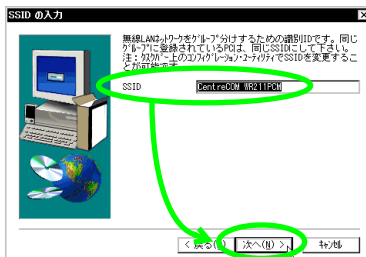 SSID の入力
無線LANネットワークをグループ分けするための識別IDです。同じ
グループに登録されているPCは、同じSSIDにして下さい。
注：タスクバー上のコンフィグレーション・ユーティリティでSSIDを変更するこ
とが可能です
SSID
CentreCOM WR211PCM
< 戻る( 次へ(N) > キャンセル